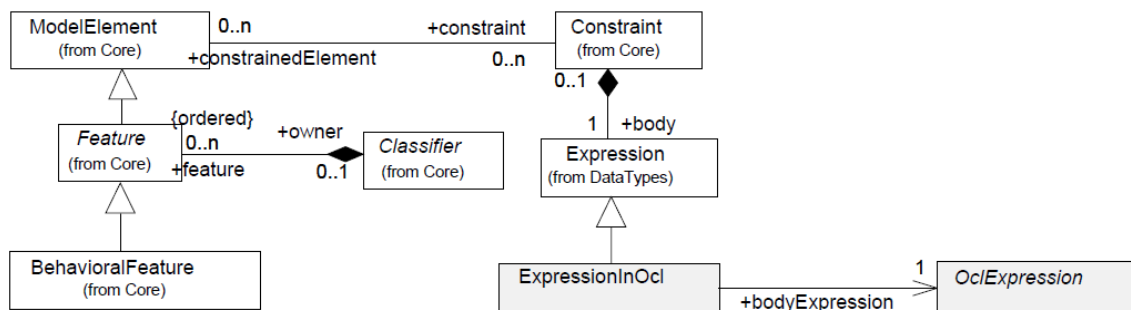 ModelElement
(from Core)
0..n
+constraint
Constraint
(from Core)
+constrainedElement
0..n
0..1
{ordered}
Feature
(from Core)
0..n
+feature
+owner
0..1
Classifier
(from Core)
1
+body
Expression
(from DataTypes)
BehavioralFeature
(from Core)
ExpressionInOcl
+bodyExpression
1
OclExpression